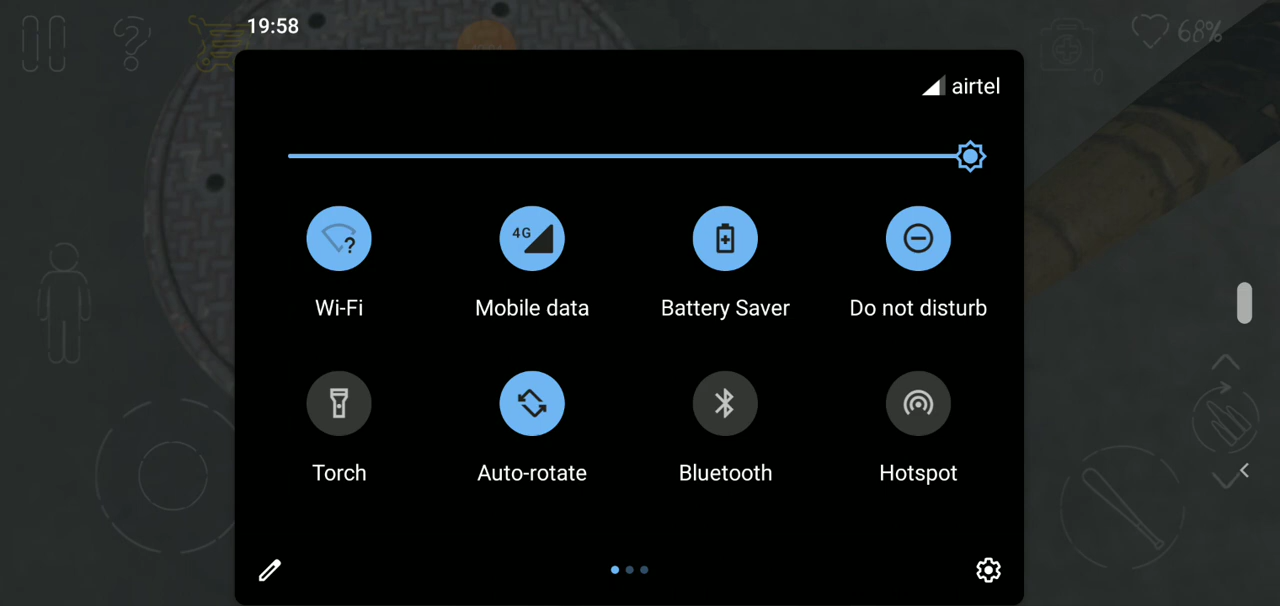 19:58
68%
airtel
4G
Wi-Fi
Mobile data
Battery Saver
Do not disturb
Torch
Auto-rotate
Bluetooth
Hotspot
0